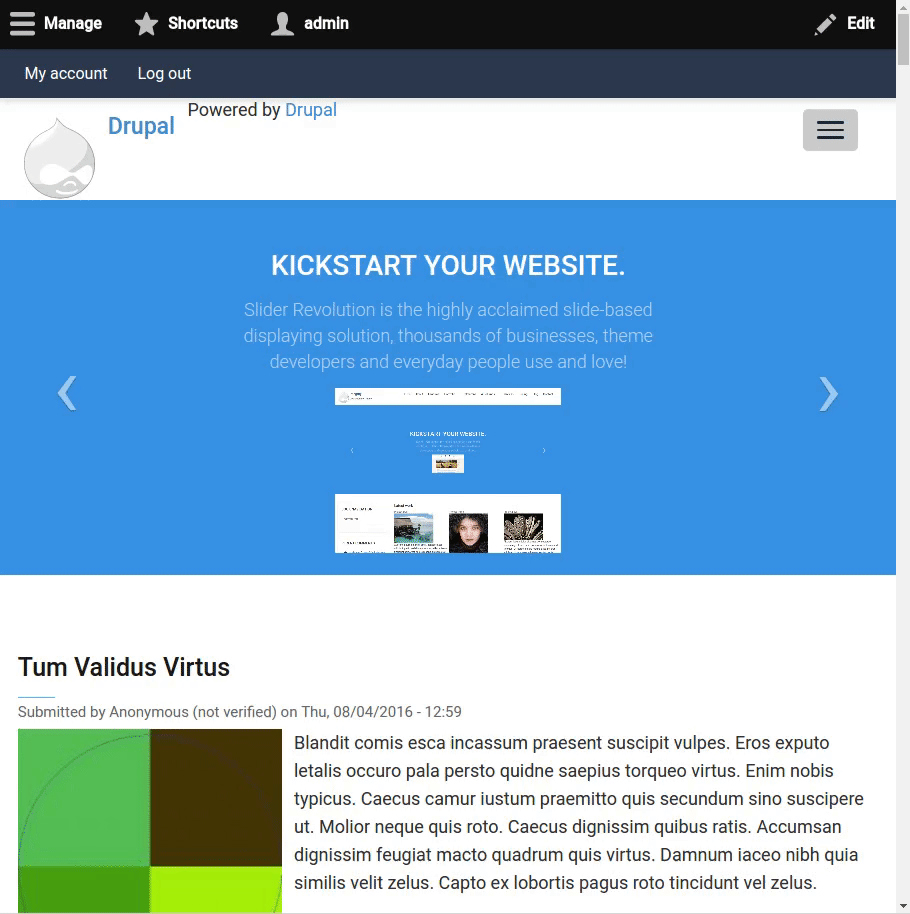 Manage
Shortcuts
admin
Edit
My account
Log out
Drupal
Powered by Drupal
KICKSTART YOUR WEBSITE.
Slider Revolution is the highly acclaimed slide-based
displaying solution, thousands of businesses, theme
developers and everyday people use and love!
KICKSTART YOUR WEBSITE.
Tum Validus Virtus
Submitted by Anonymous (not verified) on Thu, 08/04/2016 - 12:59
Blandit comis esca incassum praesent suscipit vulpes. Eros exputo
letalis occuro pala persto quidne saepius torqueo virtus. Enim nobis
typicus. Caecus camur iustum praemitto quis secundum sino suscipere
ut. Molior neque quis roto. Caecus dignissim quibus ratis. Accumsan
dignissim feugiat macto quadrum quis virtus. Damnum iaceo nibh quia
similis velit zelus. Capto ex lobortis pagus roto tincidunt vel zelus.